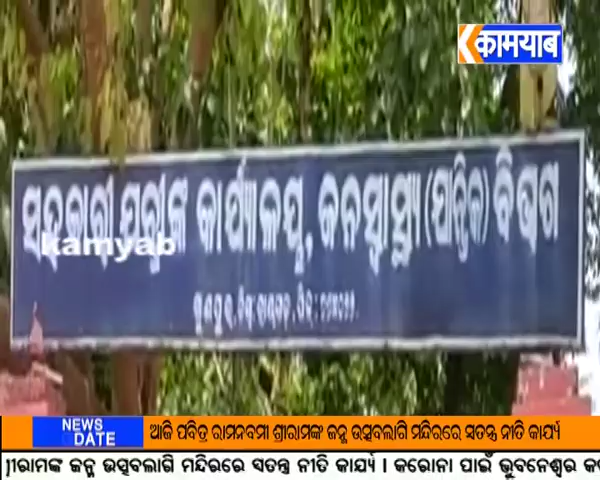 କାମୟାବ
ସହକାରୀ ଯନ୍ତ୍ରୀଙ୍କ କାର୍ଯ୍ୟାଳୟ, ଜନସ୍ୱାସ୍ଥ୍ୟ (ଯାନ୍ତ୍ରିକ) ବିଭାଗ
kamyab
NEWS ଆଜି ପବିତ୍ର ରାମନବମୀ ଶ୍ରୀରାମଙ୍କ ଜନ୍ମ ଉତ୍ସବଲାଗି ମନ୍ଦିରରେ ସତନ୍ତ୍ର ନୀତି କାର୍ଯ୍ୟ
UPDATE
ଶ୍ରୀରାମଙ୍କ ଜନ୍ମ ଉତ୍ସବଲାଗି ମନ୍ଦିରରେ ସତନ୍ତ୍ର ନୀତି କାର୍ଯ୍ୟ । କରୋନା ପାଇଁ ଭୁବନେଶ୍ୱର